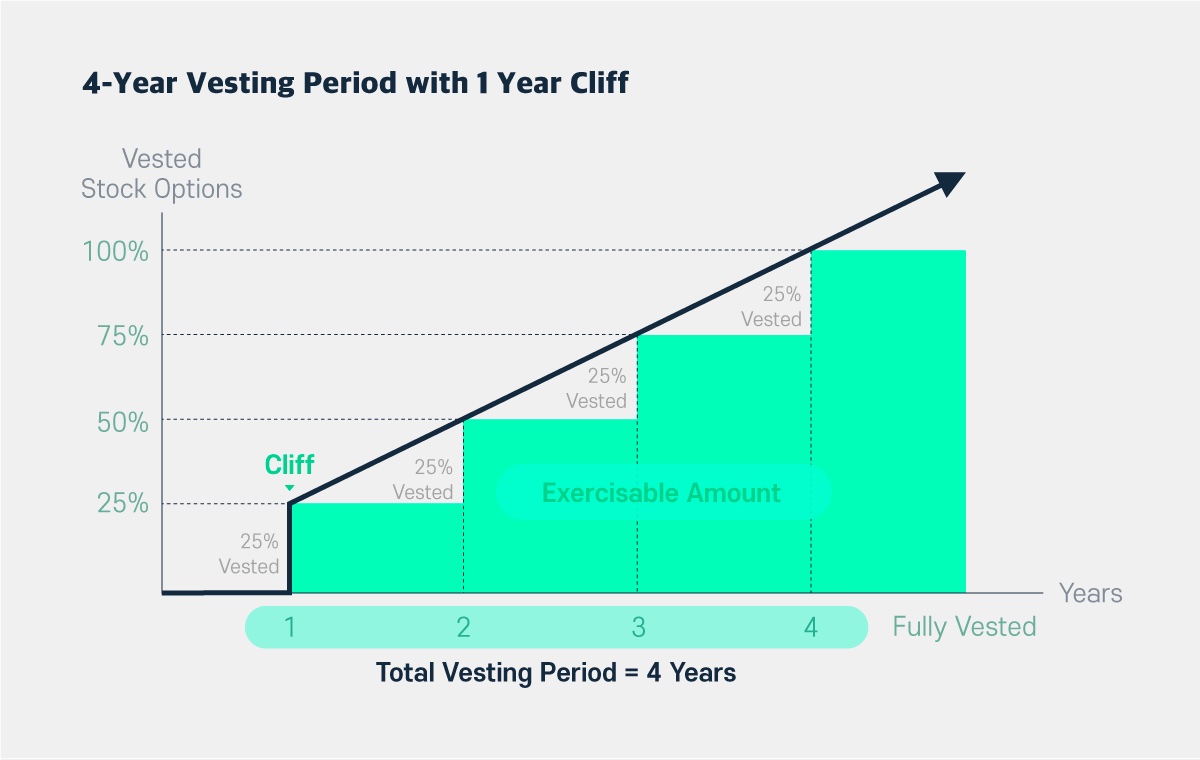 4-Year Vesting Period with 1 Year Cliff
Vested
Stock Options
100%
75%
50%
25%
Cliff
25%
Vested
25%
Vested
25%
Vested
25%
Vested
Exercisable Amount
Years
1
2
3
4
Fully Vested
Total Vesting Period = 4 Years